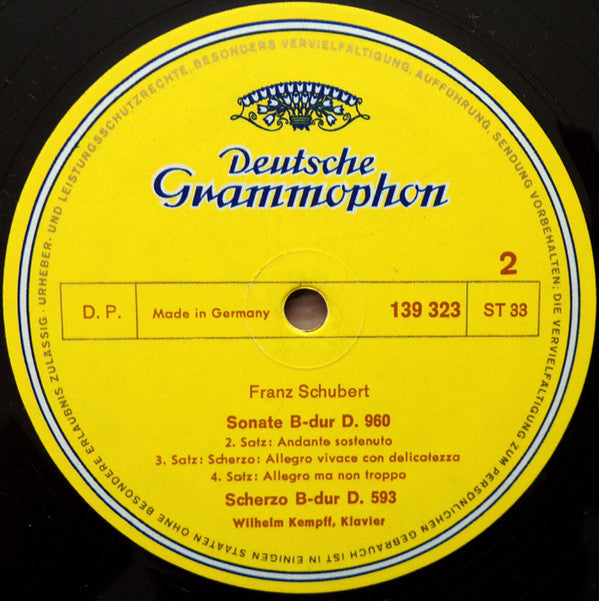 Deutsche
Grammophon
2
D. P. Made in Germany 139 323 ST 33
Franz Schubert
Sonate B-dur D. 960
2. Satz: Andante sostenuto
3. Satz: Scherzo: Allegro vivace con delicatezza
4. Satz: Allegro ma non troppo
Scherzo B-dur D. 593
Wilhelm Kempff, Klavier
URHEBER- UND LEISTUNGSSCHUTZRECHTE, BESONDERS VERVIELFÄLTIGUNG, AUFFÜHRUNG, SENDUNG VORBEHALTEN; DIE VERVIELFÄLTIGUNG ZUM PERSÖNLICHEN GEBRAUCH IST IN EINIGEN STAATEN OHNE BESONDERE ERLAUBNIS ZULÄSSIG ·